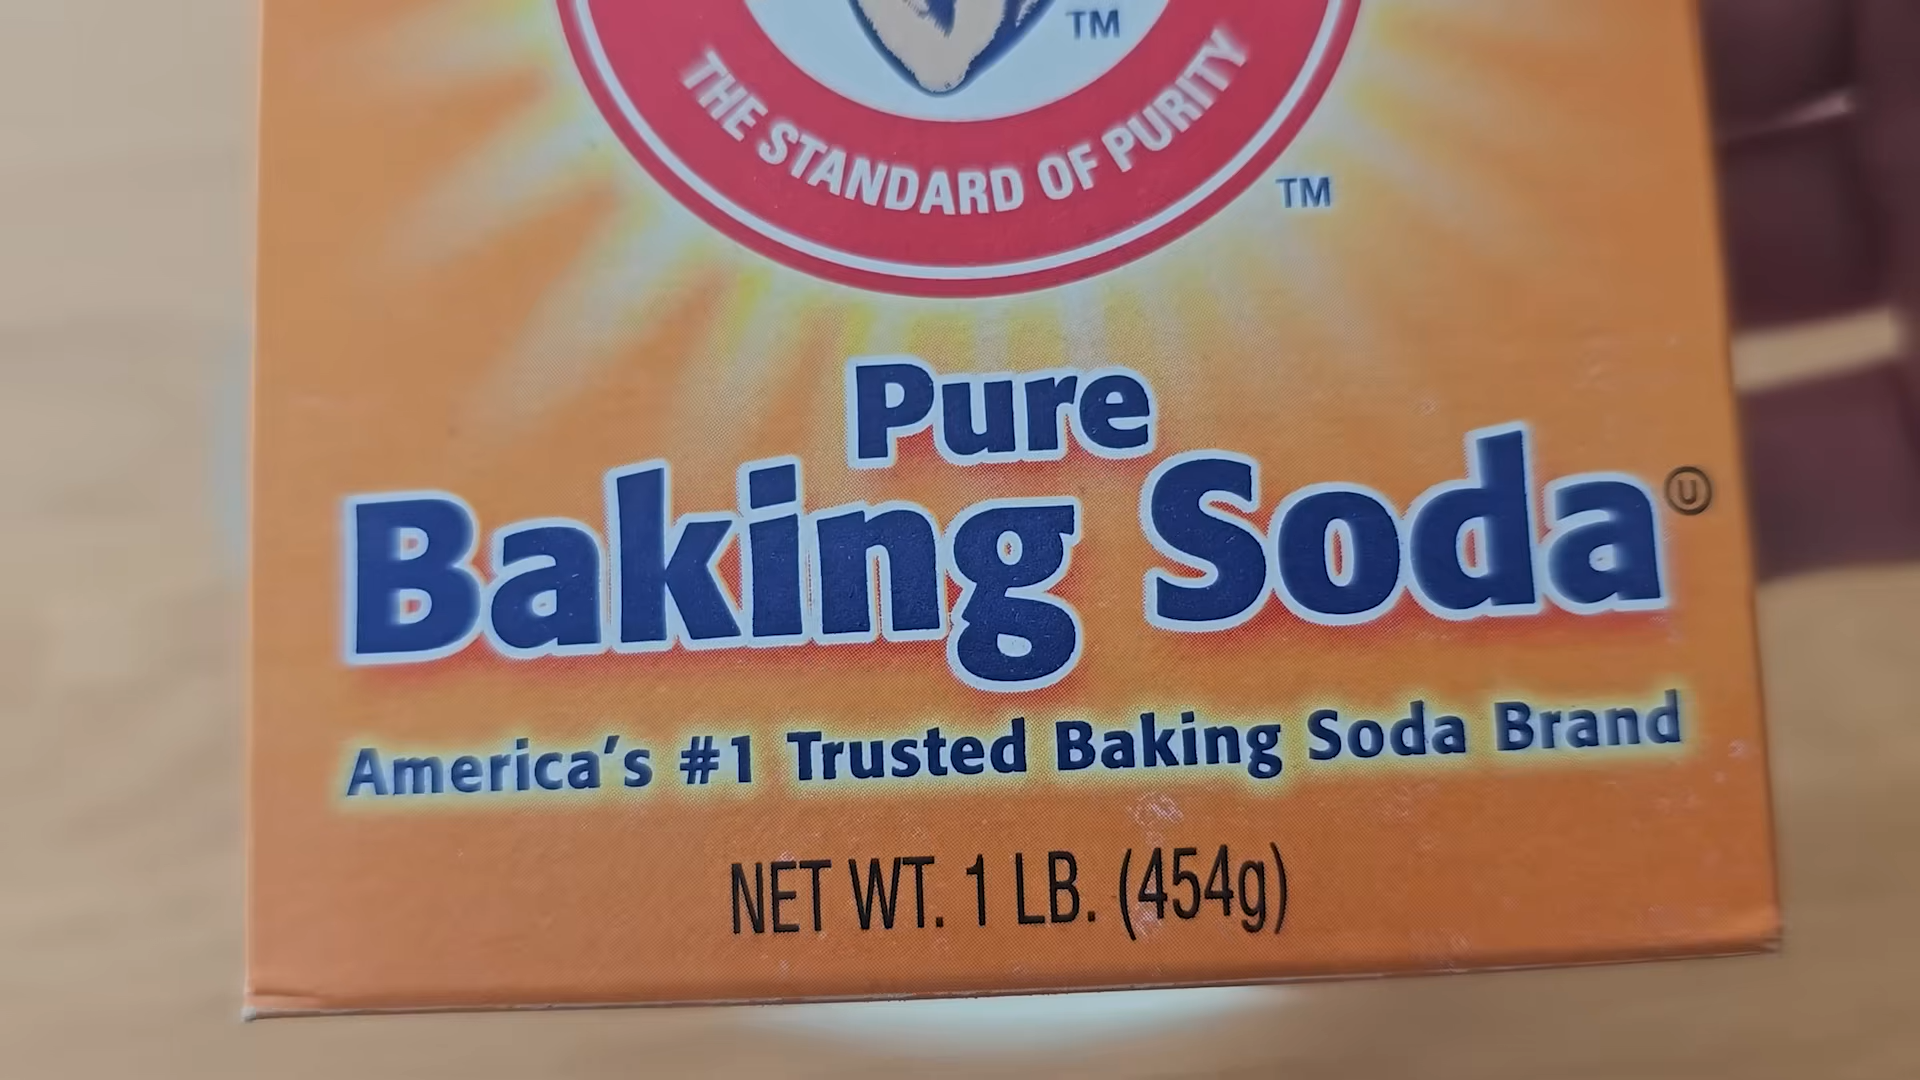 TM
THE STANDARD OF PURITY
TM
Pure
Baking Soda U
America's #1 Trusted Baking Soda Brand
NET WT. 1 LB. (454g)